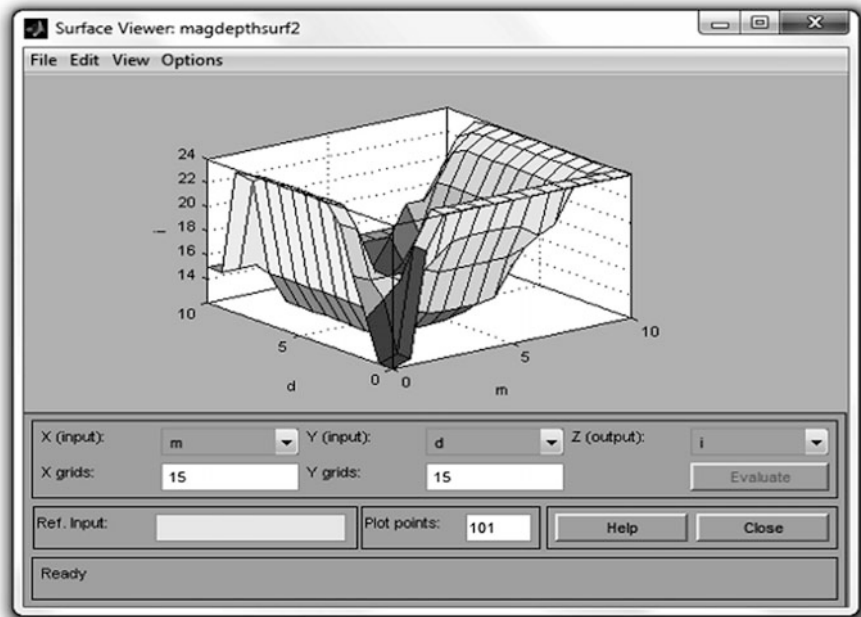 Surface Viewer: magdepthsurf2
File Edit View Options
24
22
20
18
16
14
i
10
5
0
d
0
5
10
m
X (input): m Y (input): d Z (output): i
X grids: 15 Y grids: 15 Evaluate
Ref. Input: Plot points: 101 Help Close
Ready